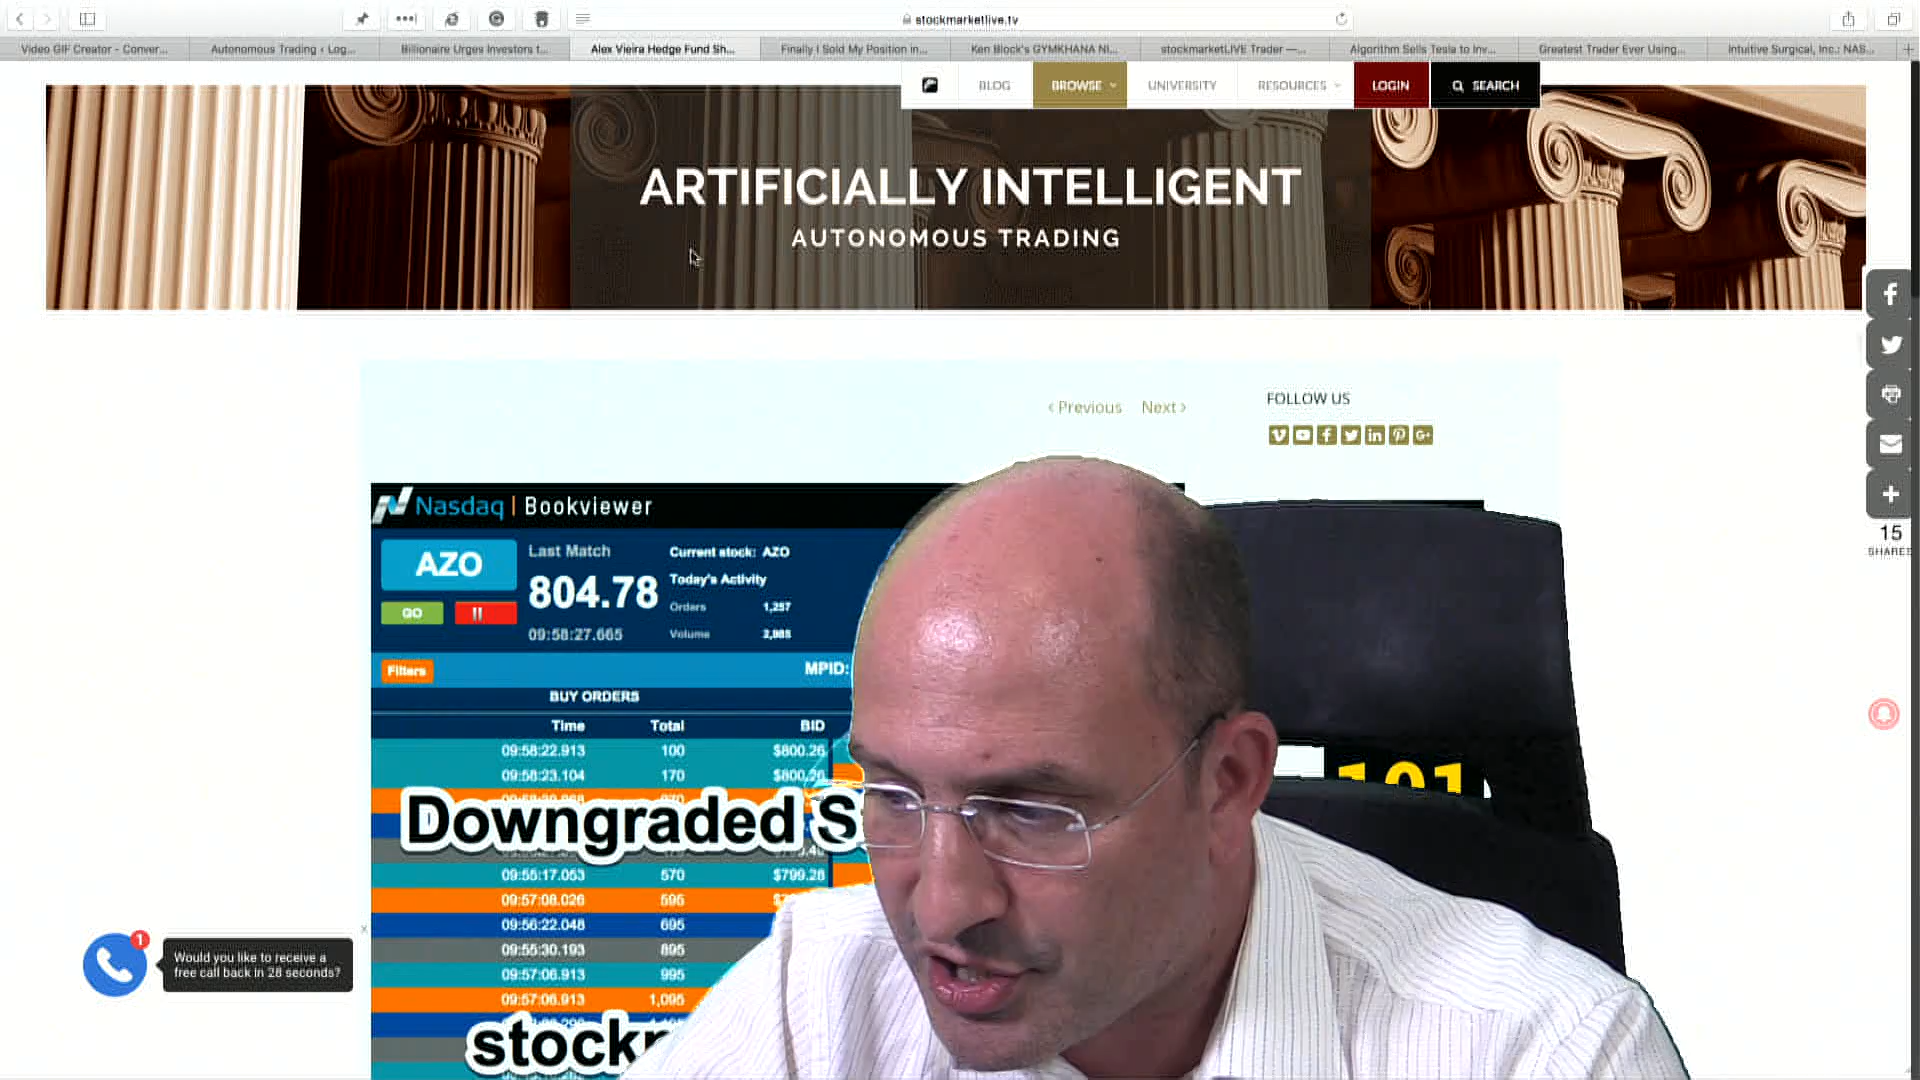 stockmarketlive.tv
Video GIF Creator - Conver...
Autonomous Trading ‹ Log...
Billionaire Urges Investors t...
Alex Vieira Hedge Fund Sh...
Finally I Sold My Position in...
Ken Block's GYMKHANA NI...
stockmarketLIVE Trader —...
Algorithm Sells Tesla to Inv...
Greatest Trader Ever Using...
Intuitive Surgical, Inc.: NAS...
BLOG
BROWSE
UNIVERSITY
RESOURCES
LOGIN
SEARCH
ARTIFICIALLY INTELLIGENT
AUTONOMOUS TRADING
‹ Previous Next ›
FOLLOW US
15
SHARES
Nasdaq | Bookviewer
AZO
Last Match
804.78
09:58:27.665
Current stock: AZO
Today's Activity
Orders 1,257
Volume 2,985
GO
Filters
MPID:
BUY ORDERS
Time Total BID
09:58:22.913 100 $800.26
09:58:23.104 170 $800.26
Downgraded S
09:55:17.053 570 $799.28
09:57:08.026 595
09:56:22.048 695
09:55:30.193 895
09:57:06.913 995
09:57:06.913 1,095
stock
101
1
Would you like to receive a
free call back in 28 seconds?